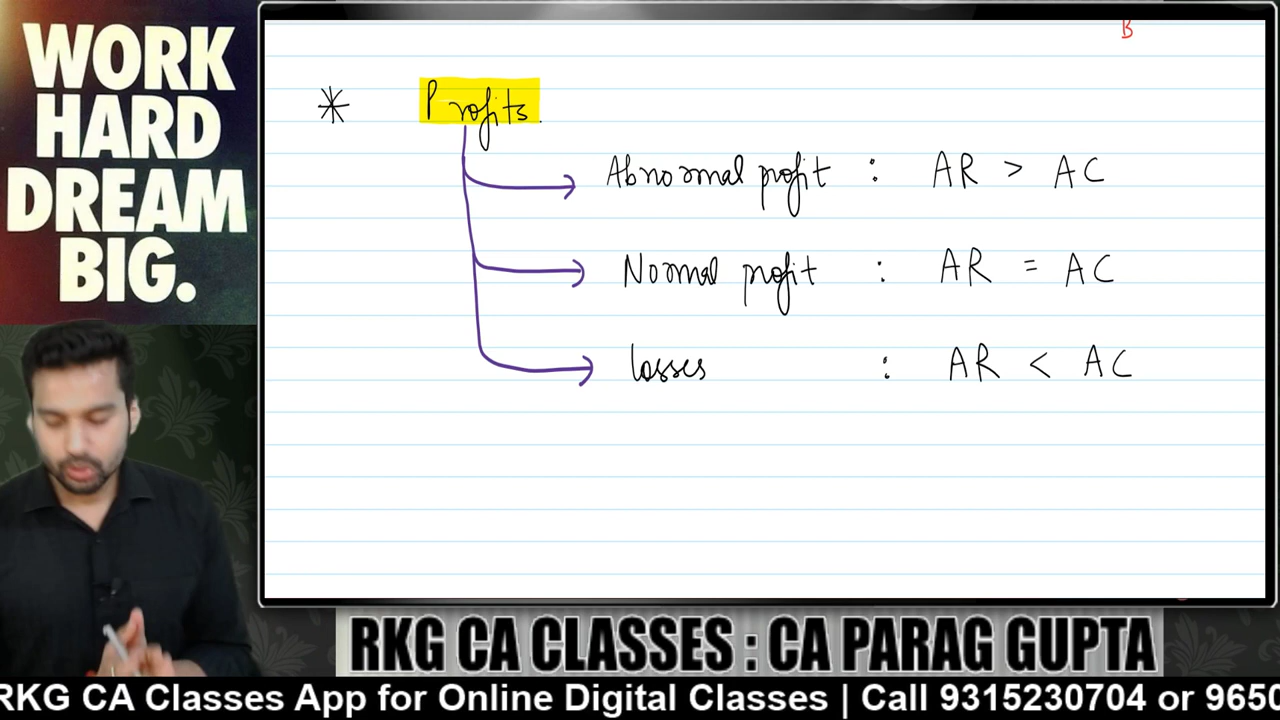 WORK
HARD
DREAM
BIG.
B
* Profits
Abnormal profit : AR > AC
Normal profit : AR = AC
losses : AR < AC
RKG CA CLASSES : CA PARAG GUPTA
RKG CA Classes App for Online Digital Classes | Call 9315230704 or 9650